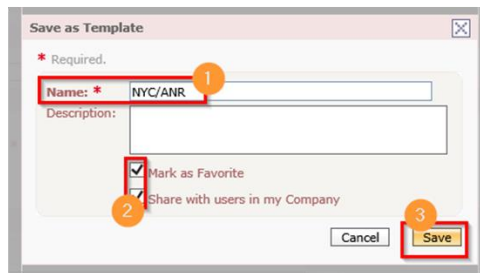 Save as Template
* Required.
1
Name: * NYC/ANR
Description:
Mark as Favorite
Share with users in my Company
2
3
Cancel Save